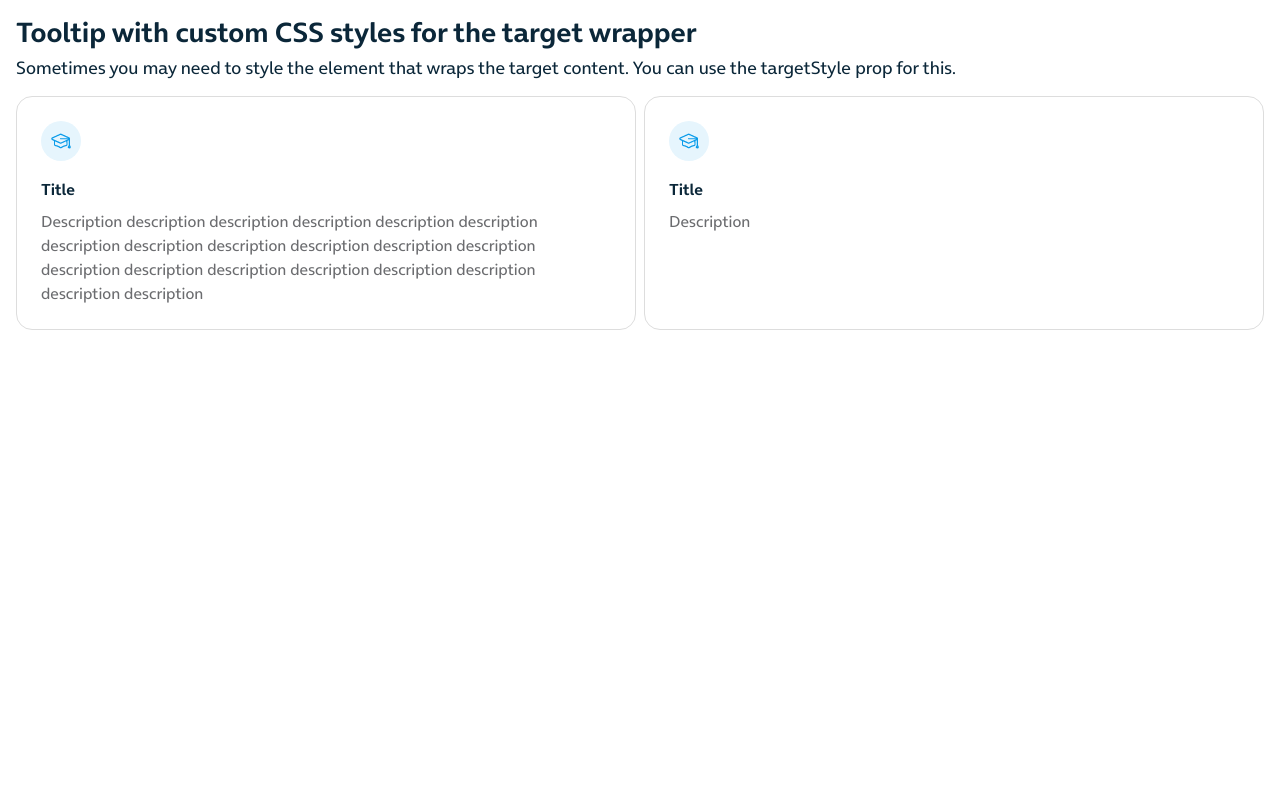 Tooltip with custom CSS styles for the target wrapper
Sometimes you may need to style the element that wraps the target content. You can use the targetStyle prop for this.
Title
Description description description description description description
description description description description description description
description description description description description description
description description
Title
Description